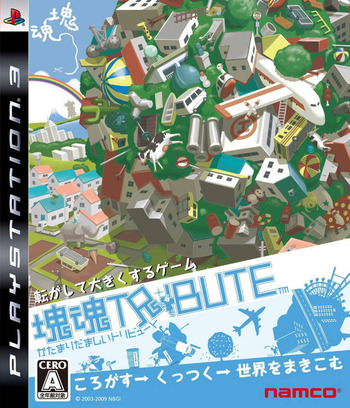 PLAYSTATION 3
塊
魂
転がして大きくするゲーム
塊魂TRIBUTE
TM
かたまりだましいトリビュート
CERO
A
全年齢対象
ころがす→くっつく→世界をまきこむ
namco
© 2003-2009 NBGI